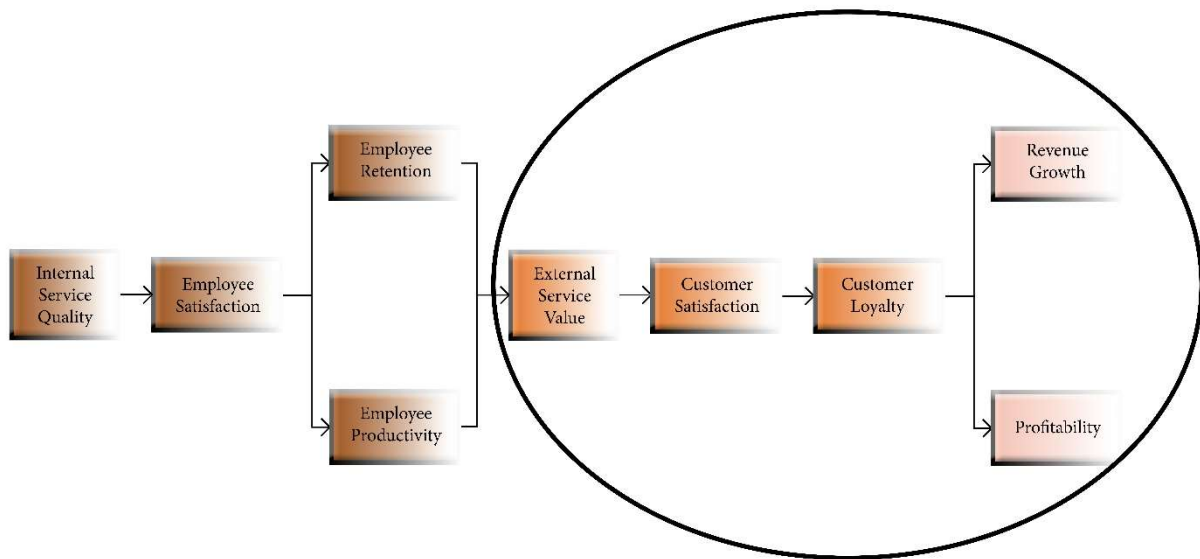 Internal
Service
Quality
Employee
Satisfaction
Employee
Retention
Employee
Productivity
External
Service
Value
Customer
Satisfaction
Customer
Loyalty
Revenue
Growth
Profitability